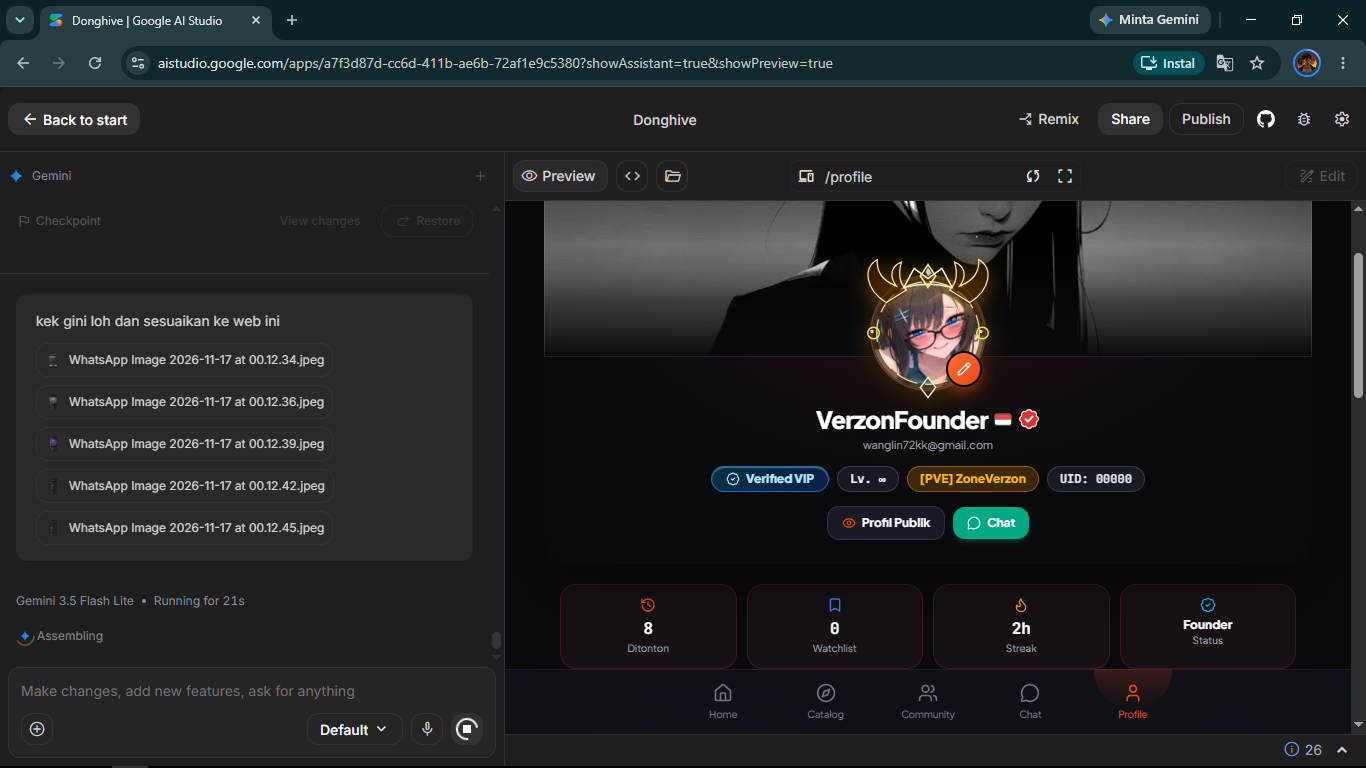 Donghive | Google AI Studio
Minta Gemini
aistudio.google.com/apps/a7f3d87d-cc6d-411b-ae6b-72af1e9c5380?showAssistant=true&showPreview=true
Instal
Back to start
Donghive
Remix
Share
Publish
Gemini
Preview
/profile
Edit
Checkpoint
View changes
Restore
kek gini loh dan sesuaikan ke web ini
WhatsApp Image 2026-11-17 at 00.12.34.jpeg
WhatsApp Image 2026-11-17 at 00.12.36.jpeg
WhatsApp Image 2026-11-17 at 00.12.39.jpeg
WhatsApp Image 2026-11-17 at 00.12.42.jpeg
WhatsApp Image 2026-11-17 at 00.12.45.jpeg
Gemini 3.5 Flash Lite • Running for 21s
Assembling
Make changes, add new features, ask for anything
Default
VerzonFounder
wanglin72kk@gmail.com
Verified VIP
Lv. ∞
[PVE] ZoneVerzon
UID: 00000
Profil Publik
Chat
8
Ditonton
0
Watchlist
2h
Streak
Founder
Status
Home
Catalog
Community
Chat
Profile
26